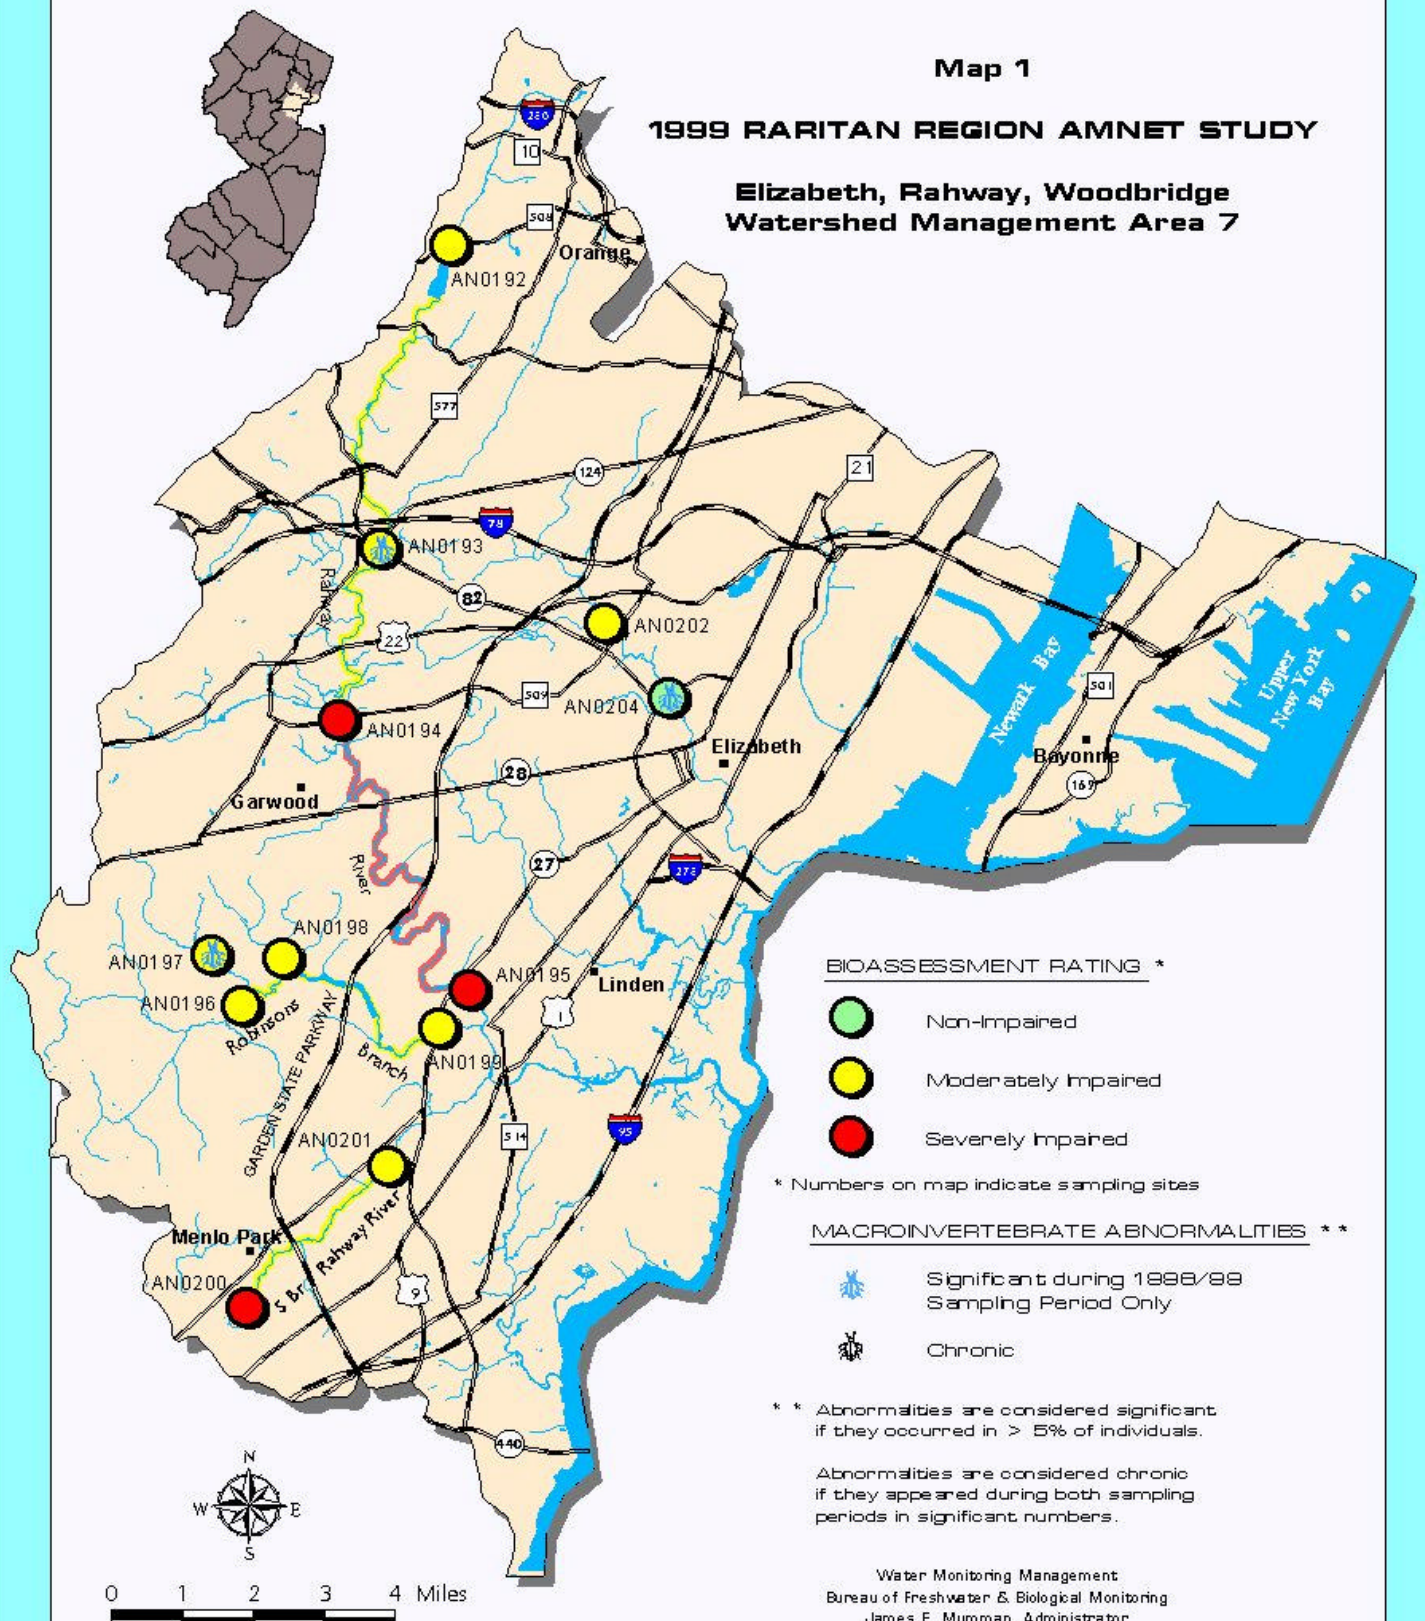 Map 1
1999 RARITAN REGION AMNET STUDY
Elizabeth, Rahway, Woodbridge
Watershed Management Area 7
280
10
508
Orange
AN0192
577
124
21
78
AN0193
Rahway
82
22
AN0202
509
AN0204
AN0194
Newark Bay
501
Upper
New York
Bay
Elizabeth
Bayonne
169
28
Garwood
River
27
278
AN0198
AN0197
AN0196
Robinsons
Branch
AN0195
Linden
1
AN0199
GARDEN STATE PARKWAY
AN0201
514
95
Menlo Park
AN0200
S Br Rahway River
9
440
BIOASSESSMENT RATING *
Non-Impaired
Moderately Impaired
Severely Impaired
* Numbers on map indicate sampling sites
MACROINVERTEBRATE ABNORMALITIES * *
Significant during 1998/99
Sampling Period Only
Chronic
* * Abnormalities are considered significant
if they occurred in > 5% of individuals.
Abnormalities are considered chronic
if they appeared during both sampling
periods in significant numbers.
N
W E
S
0 1 2 3 4 Miles
Water Monitoring Management
Bureau of Freshwater & Biological Monitoring
James E. Mumman, Administrator